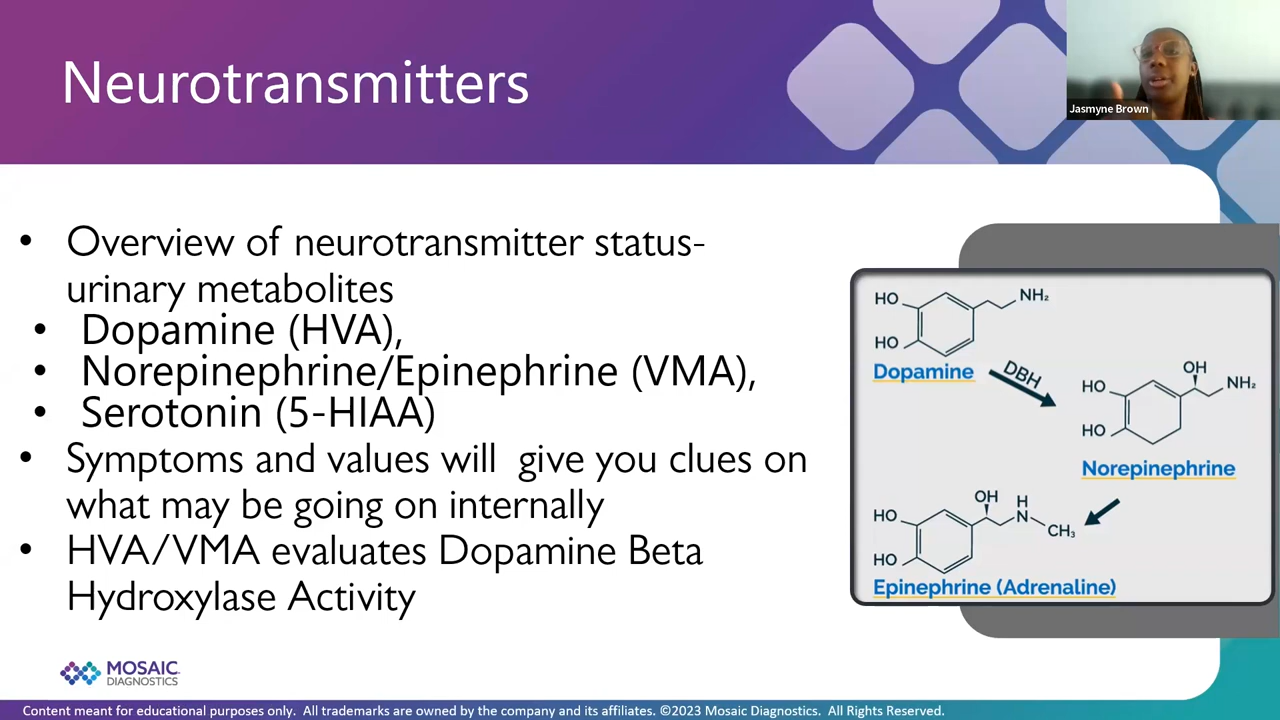 Neurotransmitters
Jasmyne Brown
• Overview of neurotransmitter status-
urinary metabolites
• Dopamine (HVA),
• Norepinephrine/Epinephrine (VMA),
• Serotonin (5-HIAA)
• Symptoms and values will  give you clues on
what may be going on internally
• HVA/VMA evaluates Dopamine Beta
Hydroxylase Activity
HO
NH₂
HO
Dopamine
DBH
OH
HO
NH₂
HO
Norepinephrine
OH
H
HO
N
CH₃
HO
Epinephrine (Adrenaline)
MOSAIC
DIAGNOSTICS
Content meant for educational purposes only.  All trademarks are owned by the company and its affiliates. ©2023 Mosaic Diagnostics.  All Rights Reserved.